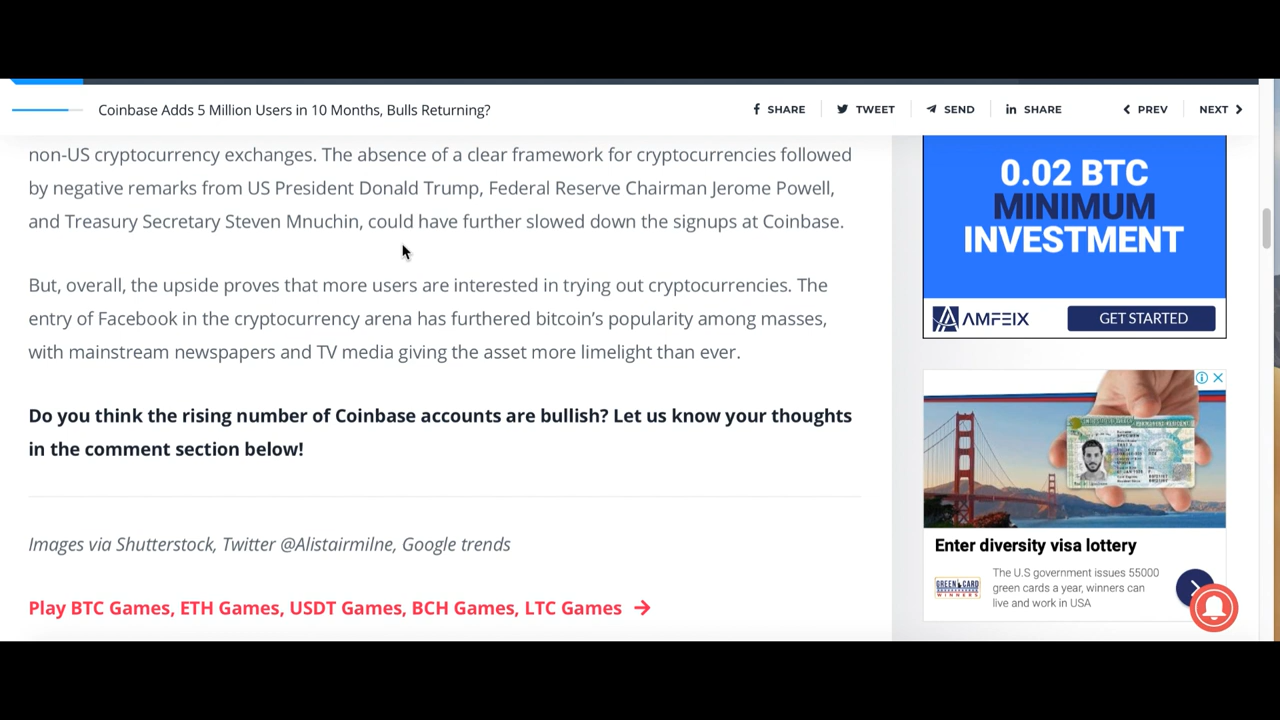 Coinbase Adds 5 Million Users in 10 Months, Bulls Returning?
SHARE
TWEET
SEND
SHARE
PREV
NEXT
non-US cryptocurrency exchanges. The absence of a clear framework for cryptocurrencies followed
by negative remarks from US President Donald Trump, Federal Reserve Chairman Jerome Powell,
and Treasury Secretary Steven Mnuchin, could have further slowed down the signups at Coinbase.
But, overall, the upside proves that more users are interested in trying out cryptocurrencies. The
entry of Facebook in the cryptocurrency arena has furthered bitcoin's popularity among masses,
with mainstream newspapers and TV media giving the asset more limelight than ever.
Do you think the rising number of Coinbase accounts are bullish? Let us know your thoughts
in the comment section below!
Images via Shutterstock, Twitter @Alistairmilne, Google trends
Play BTC Games, ETH Games, USDT Games, BCH Games, LTC Games
0.02 BTC
MINIMUM
INVESTMENT
AMFEIX
GET STARTED
Enter diversity visa lottery
GREEN CARD
WINNERS
The U.S government issues 55000
green cards a year, winners can
live and work in USA